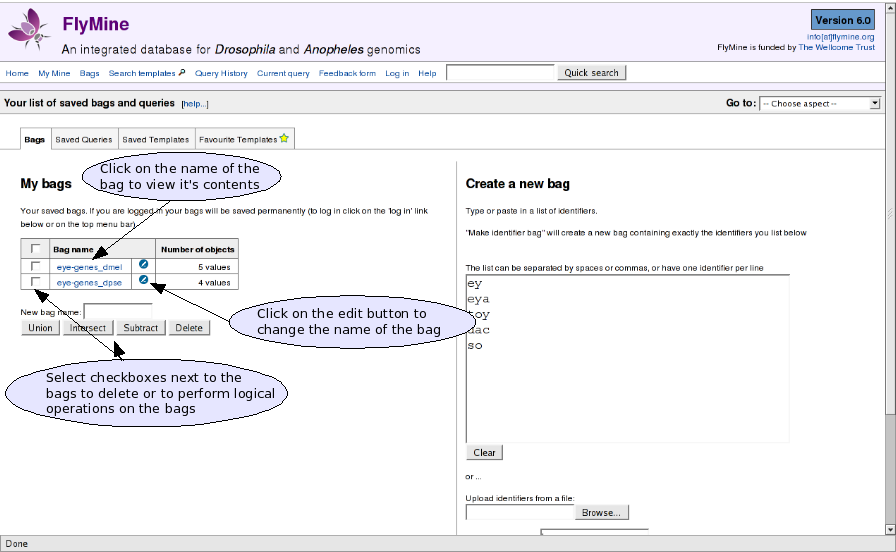 FlyMine
Version 6.0
An integrated database for Drosophila and Anopheles genomics
info[at]flymine.org
FlyMine is funded by The Wellcome Trust
Home My Mine Bags Search templates Query History Current query Feedback form Log in Help Quick search
Your list of saved bags and queries [help...] Go to: -- Choose aspect --
Bags Saved Queries Saved Templates Favourite Templates
Click on the name of the
bag to view it's contents
My bags
Your saved bags. If you are logged in your bags will be saved permanently (to log in click on the 'log in' link
below or on the top menu bar)
Bag name Number of objects
eye-genes_dmel 5 values
eye-genes_dpse 4 values
New bag name:
Union Intersect Subtract Delete
Click on the edit button to
change the name of the bag
Select checkboxes next to the
bags to delete or to perform logical
operations on the bags
Create a new bag
Type or paste in a list of identifiers.
"Make identifier bag" will create a new bag containing exactly the identifiers you list below
The list can be separated by spaces or commas, or have one identifier per line
ey
eya
toy
dac
so
Clear
or ...
Upload identifiers from a file:
Browse...
Done